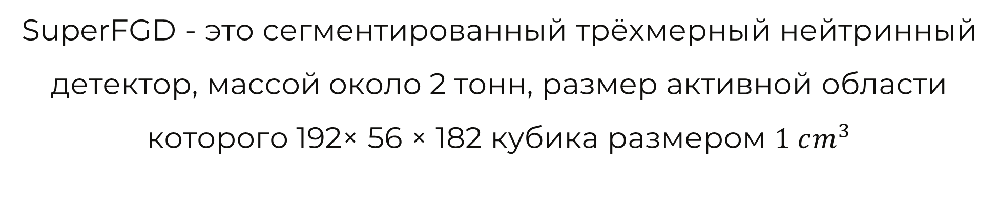 SuperFGD - это сегментированный трёхмерный нейтринный
детектор, массой около 2 тонн, размер активной области
которого 192× 56 × 182 кубика размером 1 cm³